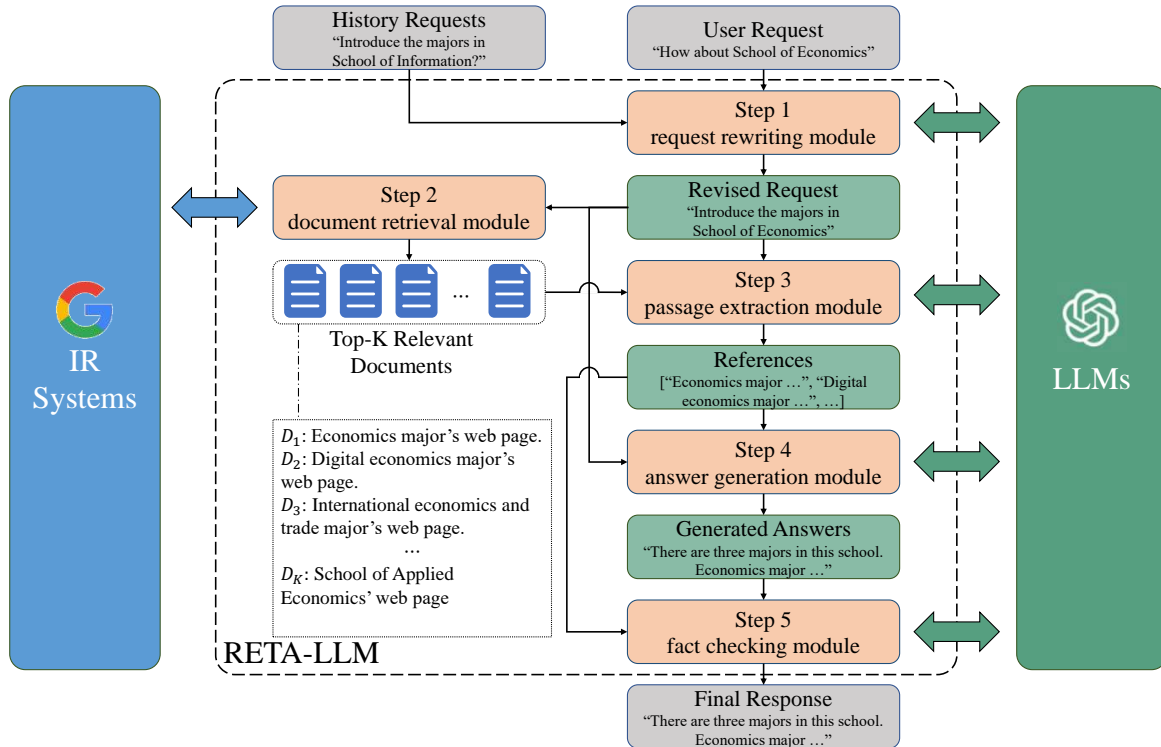 History Requests
“Introduce the majors in
School of Information?”
User Request
“How about School of Economics”
Step 1
request rewriting module
Step 2
document retrieval module
Revised Request
“Introduce the majors in
School of Economics”
...
Top-K Relevant
Documents
Step 3
passage extraction module
References
[“Economics major …”, “Digital
economics major …”, …]
D₁: Economics major’s web page.
D₂: Digital economics major’s
web page.
D₃: International economics and
trade major’s web page.
...
D_K: School of Applied
Economics’ web page
Step 4
answer generation module
Generated Answers
“There are three majors in this school.
Economics major …”
Step 5
fact checking module
RETA-LLM
Final Response
“There are three majors in this school.
Economics major …”
IR
Systems
LLMs